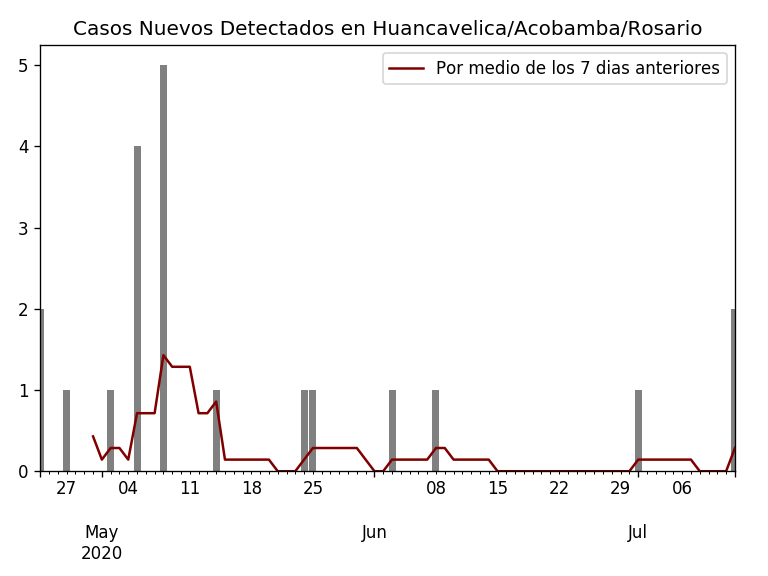 Casos Nuevos Detectados en Huancavelica/Acobamba/Rosario
Por medio de los 7 dias anteriores
5
4
3
2
1
0
27 04 11 18 25 08 15 22 29 06
May Jun Jul
2020